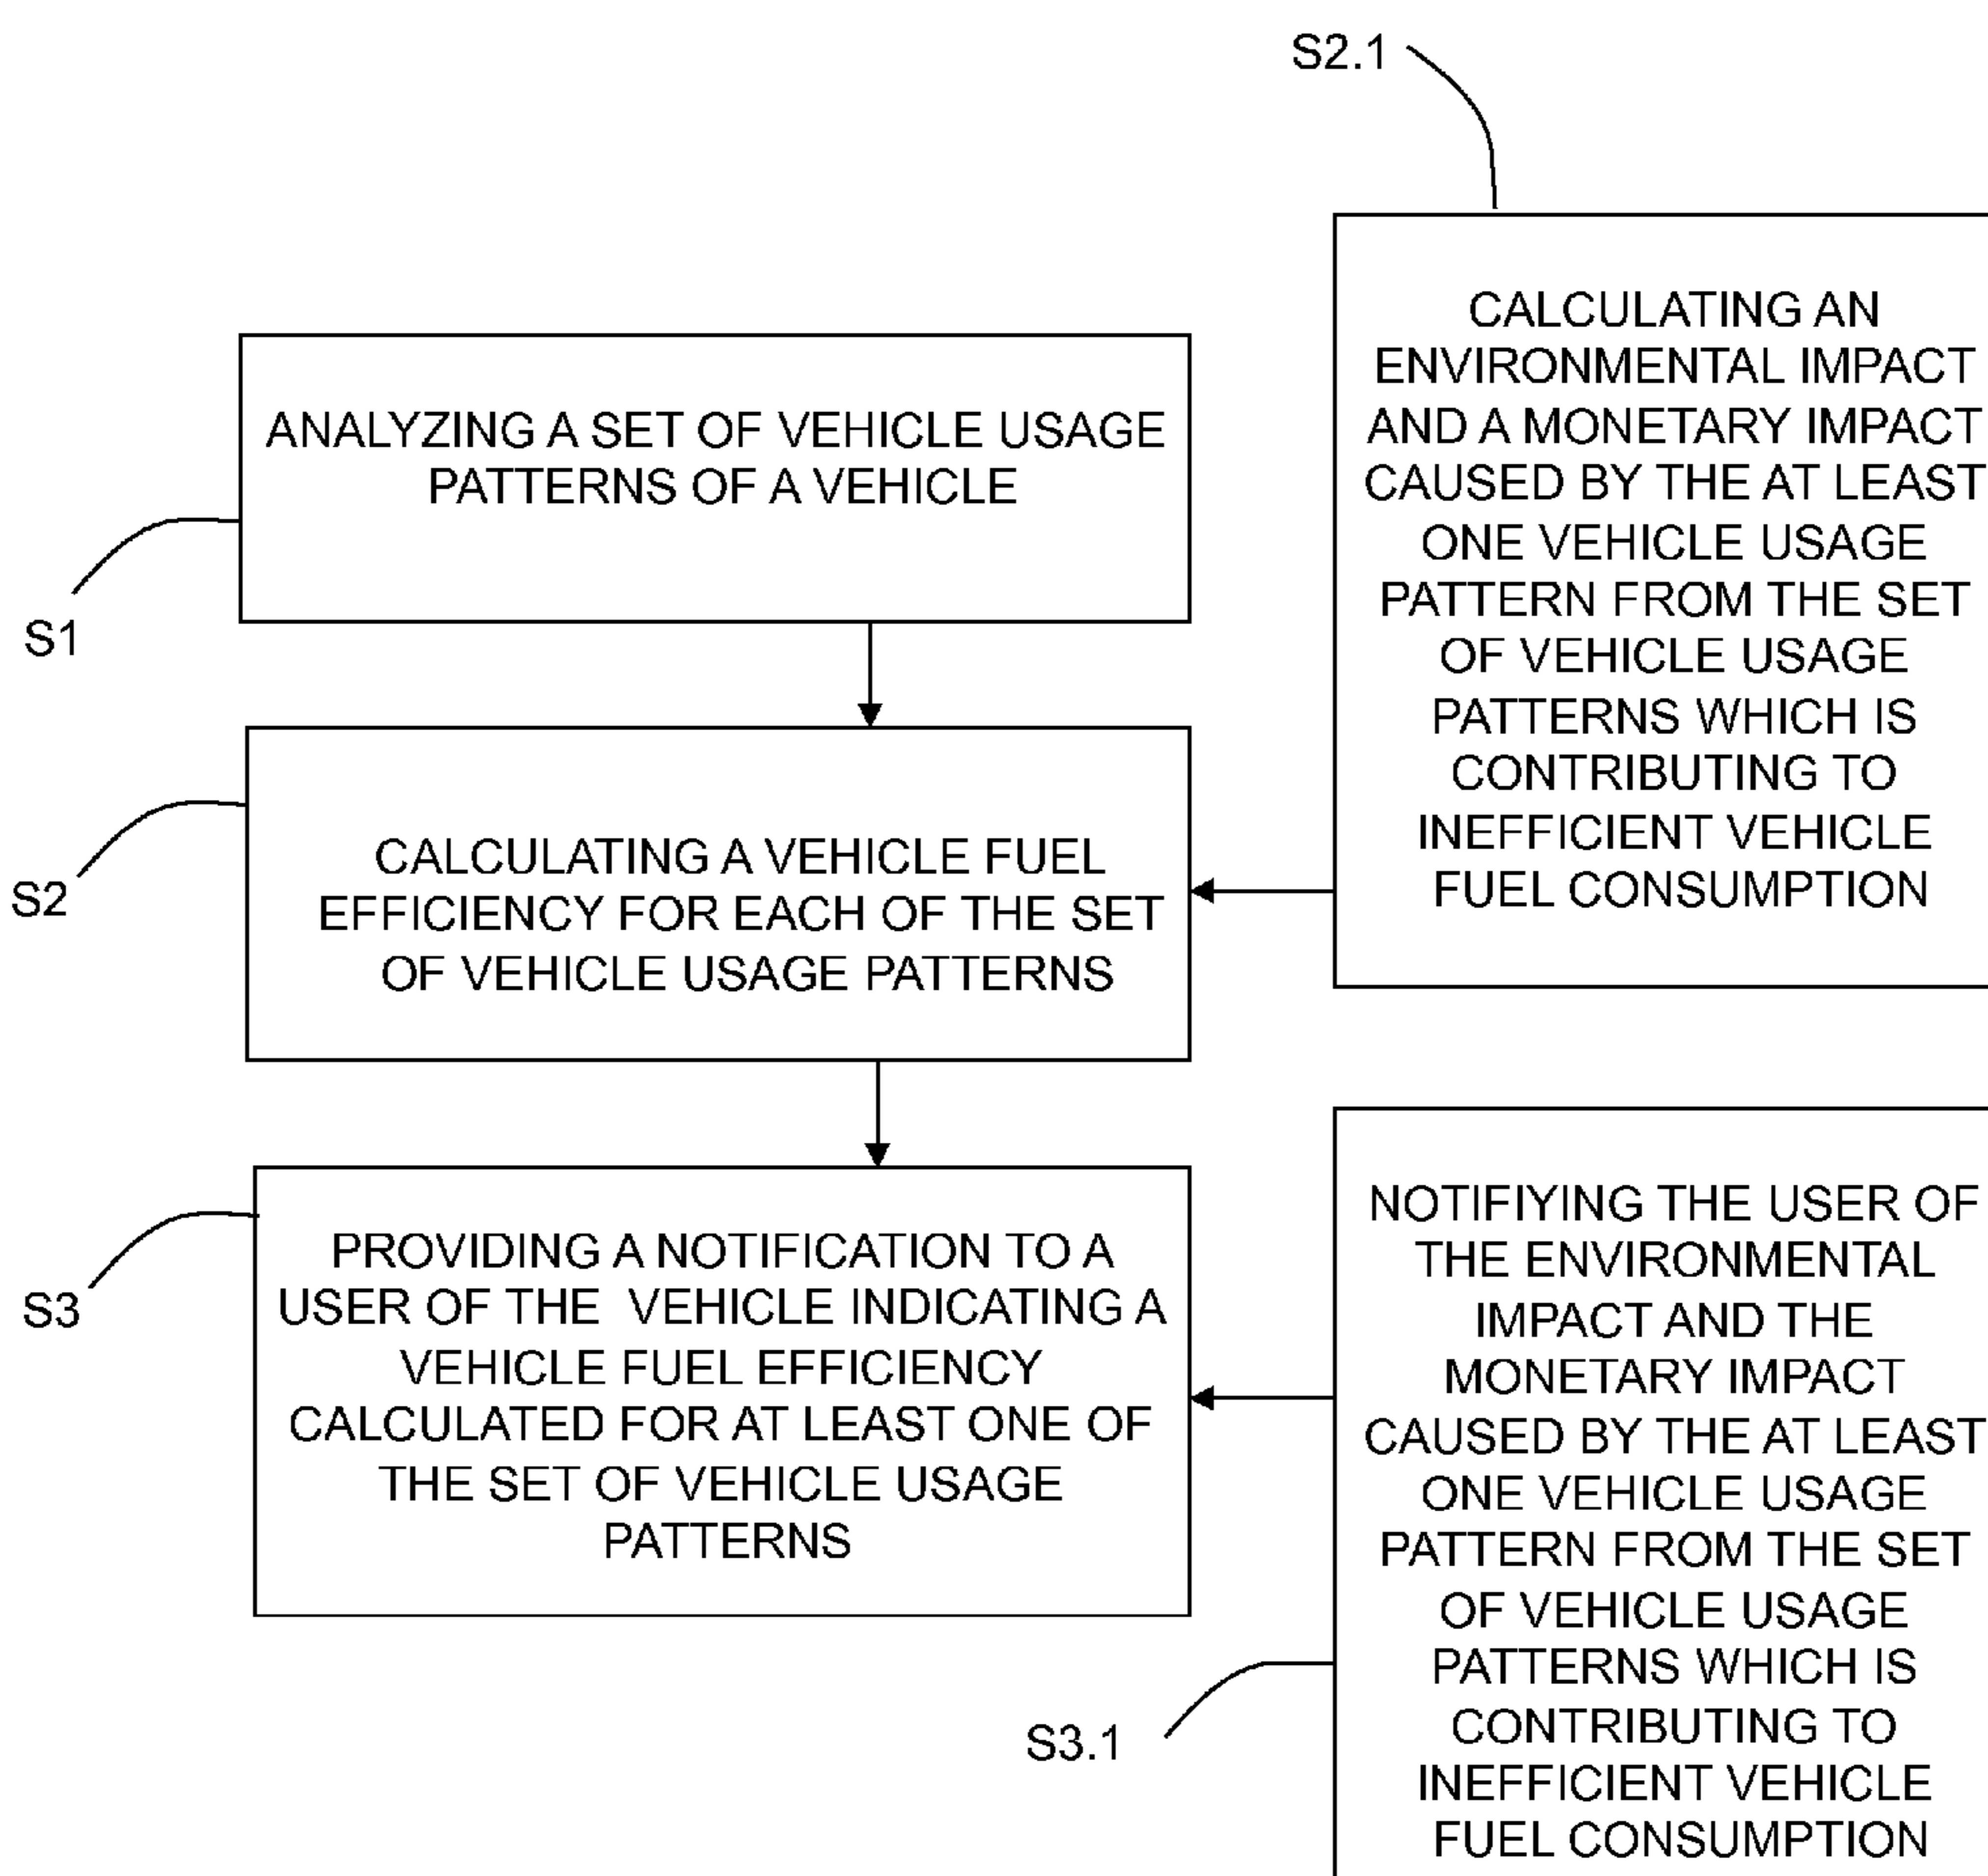 S2.1
CALCULATING AN
ENVIRONMENTAL IMPACT
AND A MONETARY IMPACT
CAUSED BY THE AT LEAST
ONE VEHICLE USAGE
PATTERN FROM THE SET
OF VEHICLE USAGE
PATTERNS WHICH IS
CONTRIBUTING TO
INEFFICIENT VEHICLE
FUEL CONSUMPTION
ANALYZING A SET OF VEHICLE USAGE
PATTERNS OF A VEHICLE
S1
CALCULATING A VEHICLE FUEL
EFFICIENCY FOR EACH OF THE SET
OF VEHICLE USAGE PATTERNS
S2
PROVIDING A NOTIFICATION TO A
USER OF THE VEHICLE INDICATING A
VEHICLE FUEL EFFICIENCY
CALCULATED FOR AT LEAST ONE OF
THE SET OF VEHICLE USAGE
PATTERNS
S3
NOTIFIYING THE USER OF
THE ENVIRONMENTAL
IMPACT AND THE
MONETARY IMPACT
CAUSED BY THE AT LEAST
ONE VEHICLE USAGE
PATTERN FROM THE SET
OF VEHICLE USAGE
PATTERNS WHICH IS
CONTRIBUTING TO
INEFFICIENT VEHICLE
FUEL CONSUMPTION
S3.1